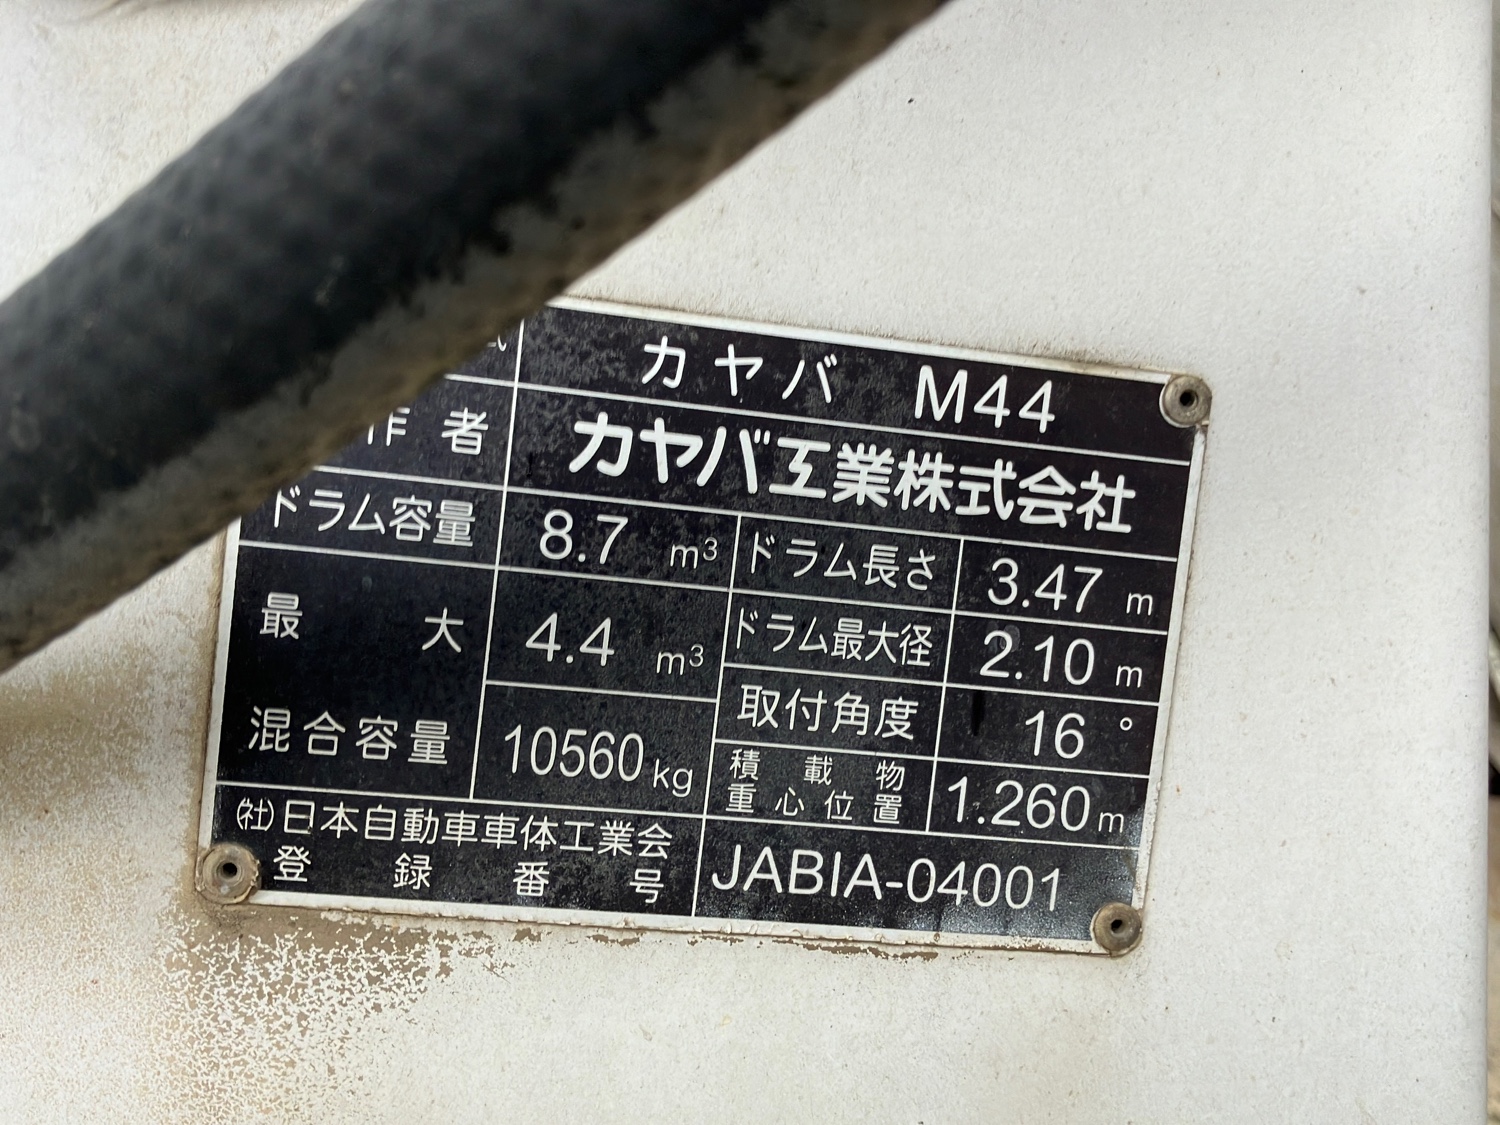 カヤバ M44
作者 カヤバ工業株式会社
ドラム容量 8.7 m³ ドラム長さ 3.47 m
最大混合容量 4.4 m³ ドラム最大径 2.10 m
取付角度 16°
10560 kg 積載物重心位置 1.260 m
㈳日本自動車車体工業会
登録番号 JABIA-04001